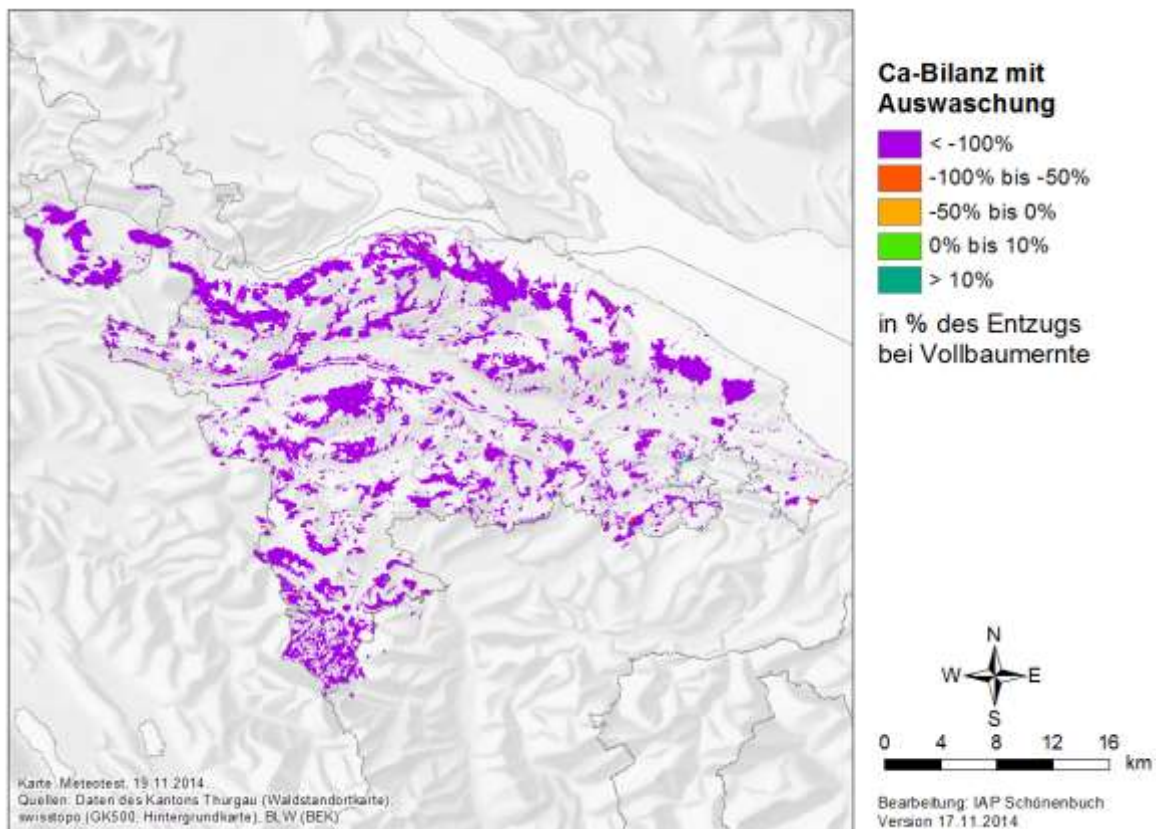 Ca-Bilanz mit
Auswaschung
< -100%
-100% bis -50%
-50% bis 0%
0% bis 10%
> 10%
in % des Entzugs
bei Vollbaumernte
N
W E
S
0 4 8 12 16
km
Karte: Meteotest, 19.11.2014.
Quellen: Daten des Kantons Thurgau (Waldstandortkarte),
swisstopo (GK500, Hintergrundkarte), BLW (BEK)
Bearbeitung: IAP Schönenbuch
Version 17.11.2014